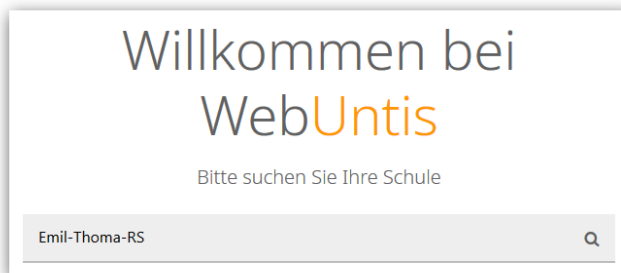 Willkommen bei
WebUntis
Bitte suchen Sie Ihre Schule
Emil-Thoma-RS